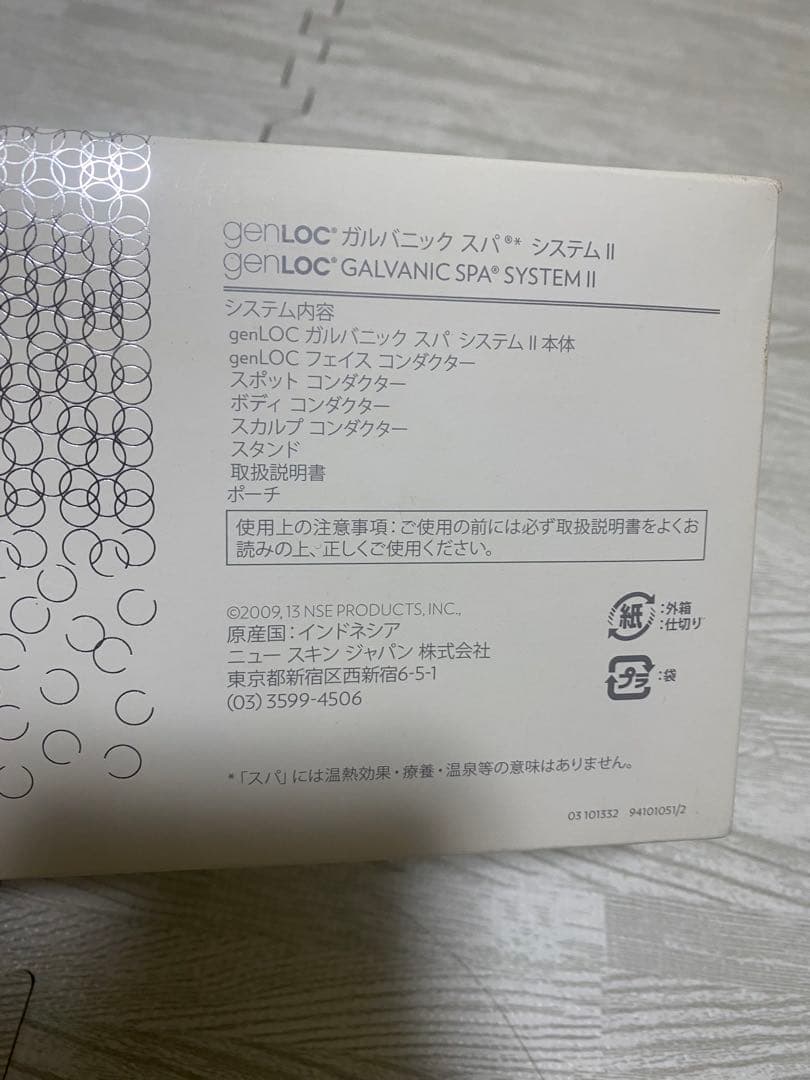 genLOC® ガルバニック スパ®* システム II
genLOC® GALVANIC SPA® SYSTEM II
システム内容
genLOC ガルバニック スパ システム II 本体
genLOC フェイス コンダクター
スポット コンダクター
ボディ コンダクター
スカルプ コンダクター
スタンド
取扱説明書
ポーチ
使用上の注意事項：ご使用の前には必ず取扱説明書をよくお
読みの上、正しくご使用ください。
©2009, 13 NSE PRODUCTS, INC.,
原産国：インドネシア
ニュー スキン ジャパン 株式会社
東京都新宿区西新宿6-5-1
(03) 3599-4506
紙 ：外箱
：仕切り
プラ ：袋
*「スパ」には温熱効果・療養・温泉等の意味はありません。
03 101332 94101051/2